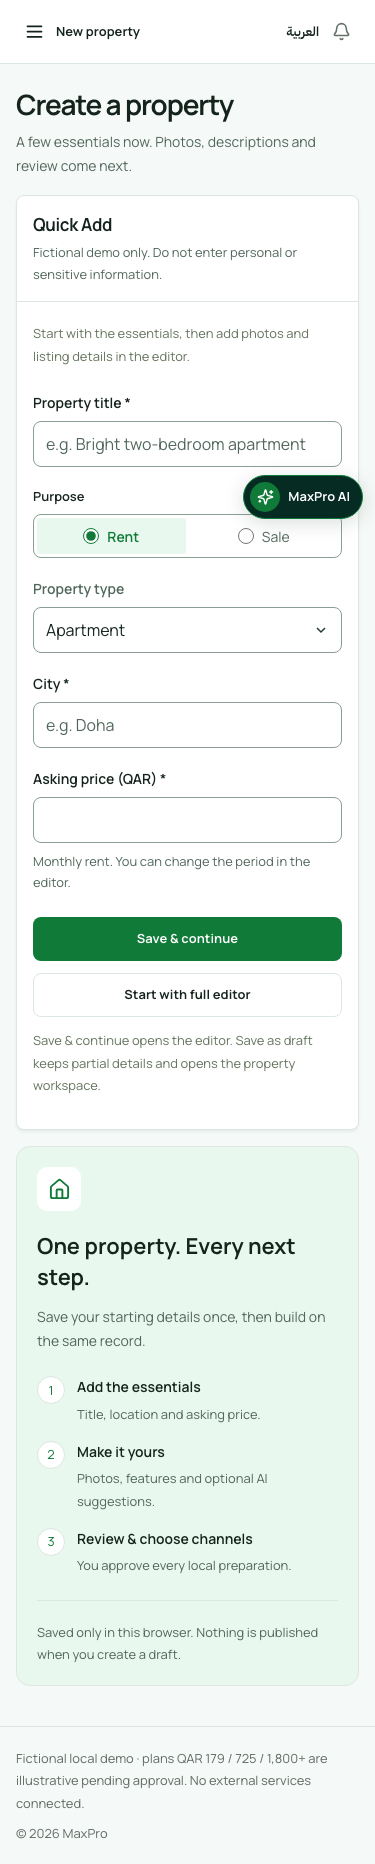 New property
العربية
Create a property
A few essentials now. Photos, descriptions and
review come next.
Quick Add
Fictional demo only. Do not enter personal or
sensitive information.
Start with the essentials, then add photos and
listing details in the editor.
Property title *
e.g. Bright two-bedroom apartment
Purpose
MaxPro AI
Rent
Sale
Property type
Apartment
City *
e.g. Doha
Asking price (QAR) *
Monthly rent. You can change the period in the
editor.
Save & continue
Start with full editor
Save & continue opens the editor. Save as draft
keeps partial details and opens the property
workspace.
One property. Every next
step.
Save your starting details once, then build on
the same record.
1
Add the essentials
Title, location and asking price.
2
Make it yours
Photos, features and optional AI
suggestions.
3
Review & choose channels
You approve every local preparation.
Saved only in this browser. Nothing is published
when you create a draft.
Fictional local demo · plans QAR 179 / 725 / 1,800+ are
illustrative pending approval. No external services
connected.
© 2026 MaxPro